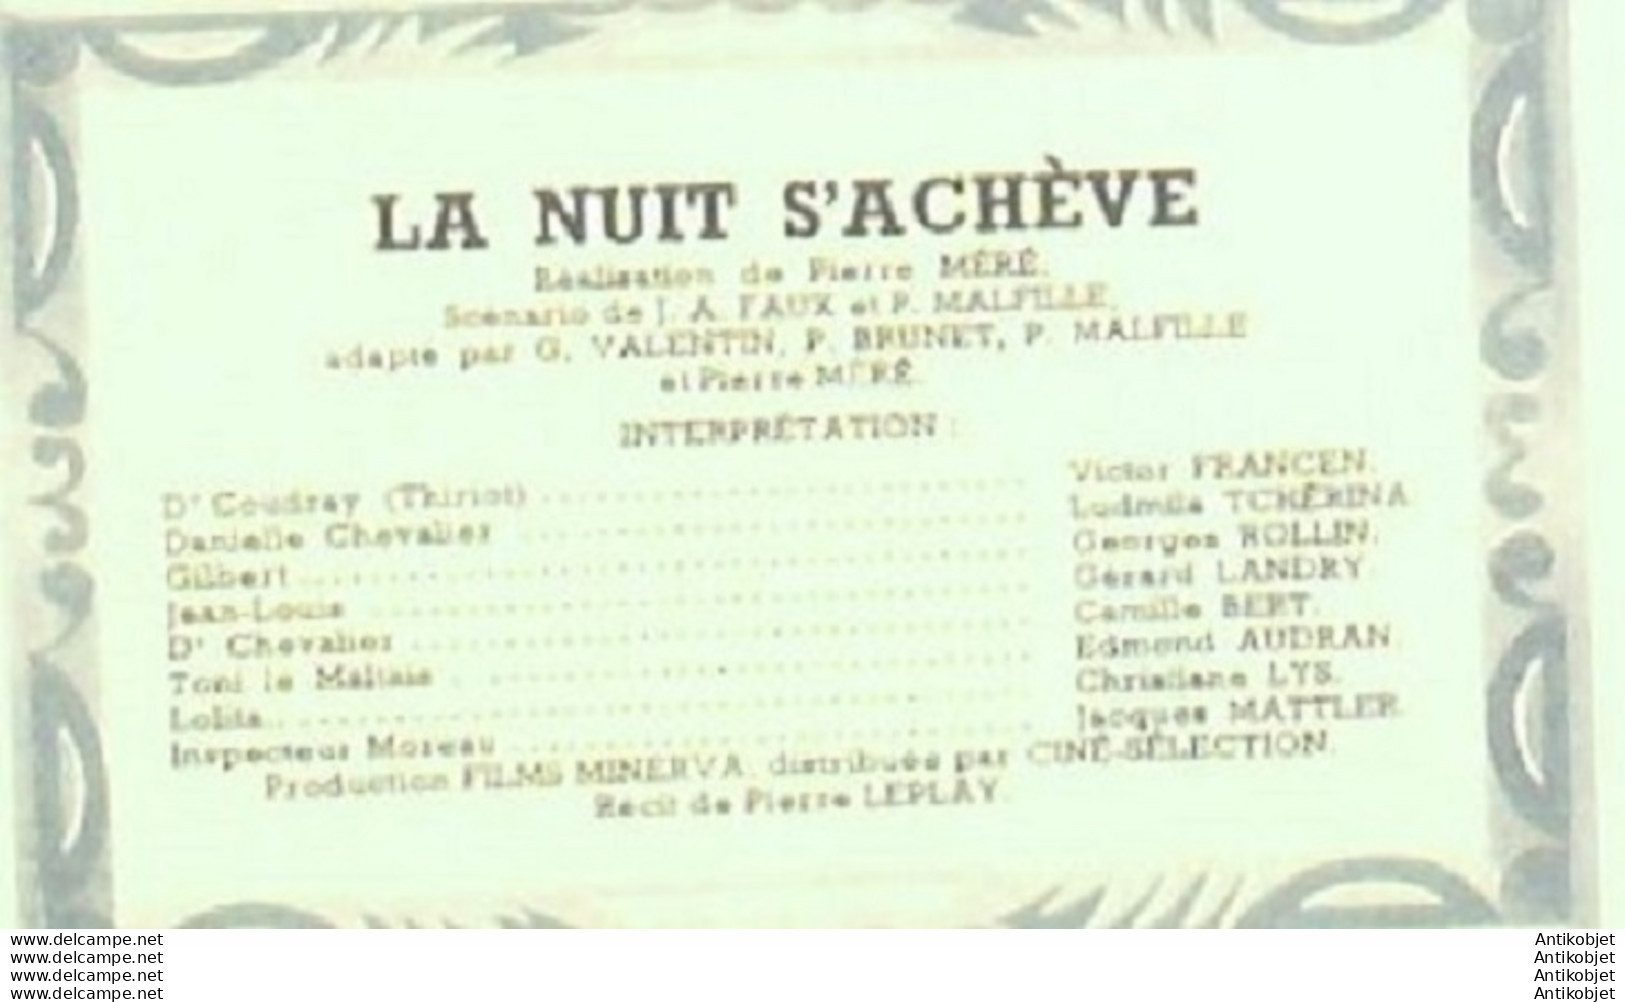 LA NUIT S'ACHÈVE
Réalisation de Pierre MÉRÉ.
Scénario de J. A. FAUX et P. MALFILLE,
adapté par G. VALENTIN, P. BRUNET, P. MALFILLE
et Pierre MÉRÉ.
INTERPRÉTATION :
Dr Coudray (Thiriot) .......... Victor FRANCEN.
Danielle Chevalier .......... Ludmila TCHÉRINA.
Gilbert .......... Georges ROLLIN.
Jean-Louis .......... Gérard LANDRY.
Dr Chevalier .......... Camille BERT.
Toni le Maltais .......... Edmond AUDRAN.
Lolita .......... Christiane LYS.
Inspecteur Moreau .......... Jacques MATTLER.
Production FILMS MINERVA, distribuée par CINÉ-SÉLECTION.
Récit de Pierre LEPLAY.
www.delcampe.net Antikobjet
www.delcampe.net Antikobjet
www.delcampe.net Antikobjet
www.delcampe.net Antikobjet